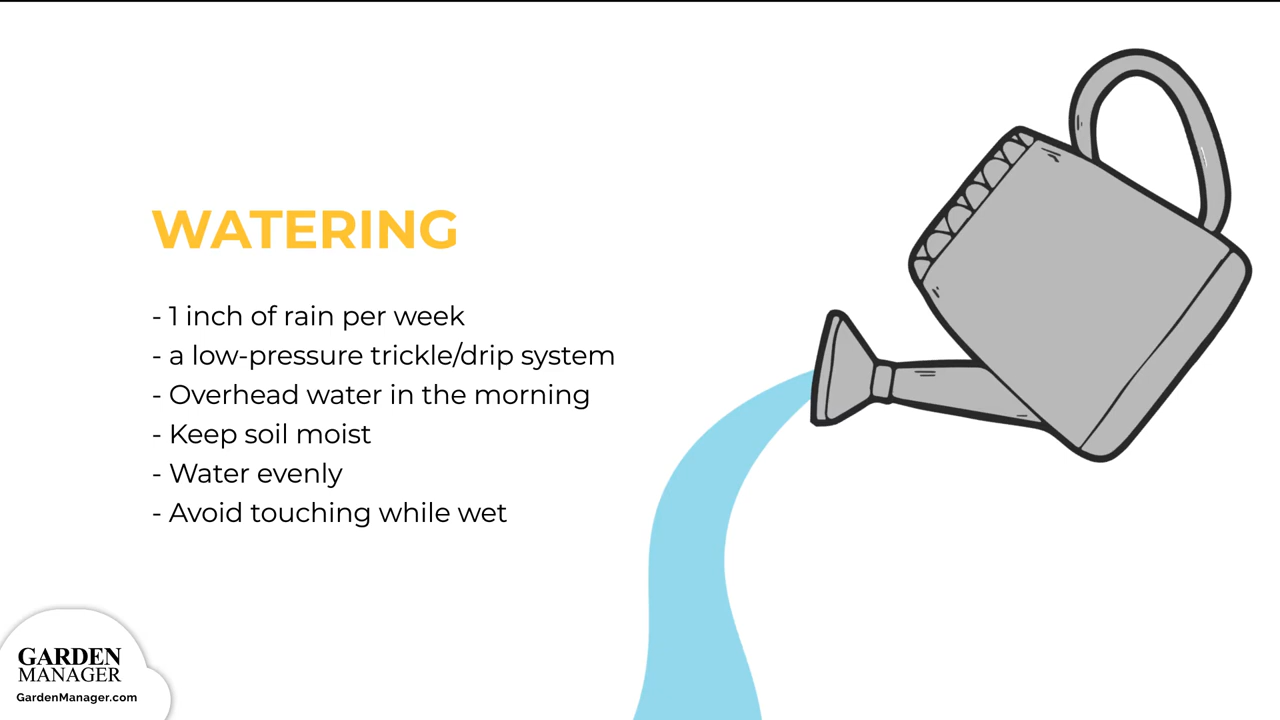 WATERING
- 1 inch of rain per week
- a low-pressure trickle/drip system
- Overhead water in the morning
- Keep soil moist
- Water evenly
- Avoid touching while wet
GARDEN
MANAGER
GardenManager.com